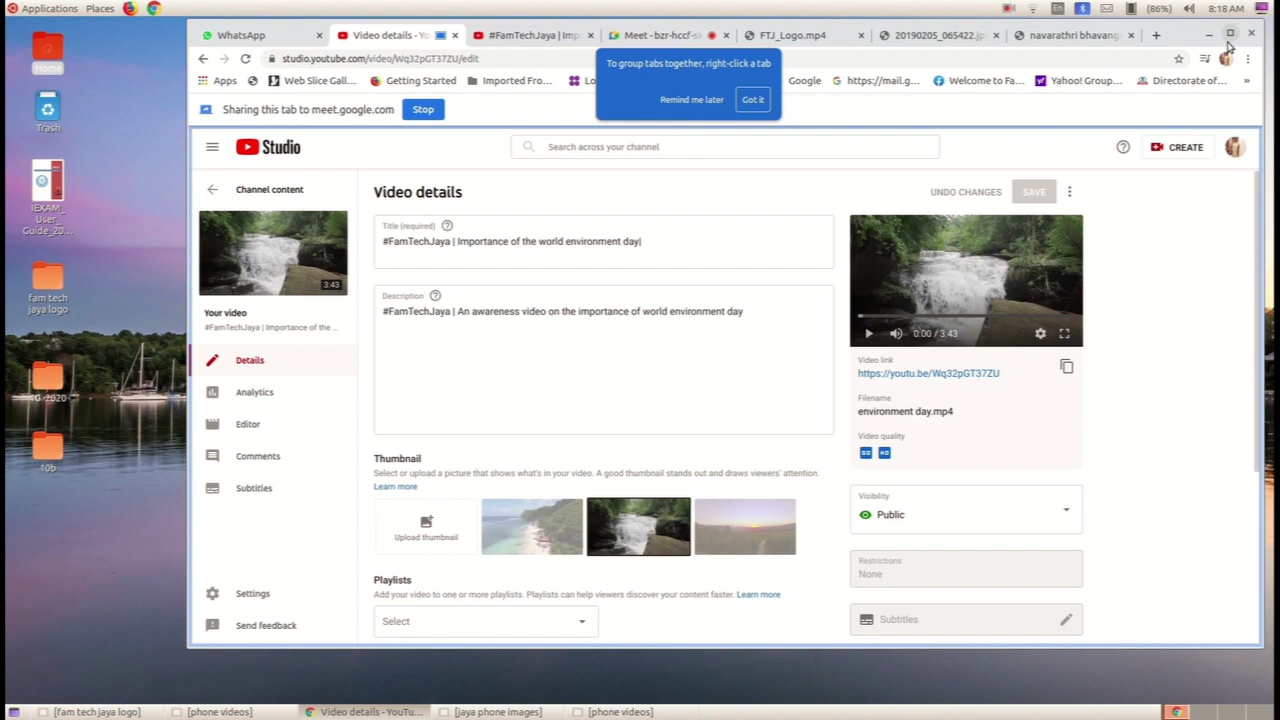 Applications Places
En (86%) 8:18 AM
WhatsApp
Video details - Yo
#FamTechJaya | Imp
Meet - bzr-hccf-s
FTJ_Logo.mp4
20190205_065422.j
navarathri bhavang
studio.youtube.com/video/Wq32pGT37ZU/edit
Apps
Web Slice Gall...
Getting Started
Imported Fro...
Google
https://mail.g...
Welcome to Fa...
Yahoo! Group...
Directorate of...
To group tabs together, right-click a tab
Remind me later Got it
Sharing this tab to meet.google.com Stop
Studio
Search across your channel
CREATE
Channel content
3:43
Your video
#FamTechJaya | Importance of the ...
Details
Analytics
Editor
Comments
Subtitles
Settings
Send feedback
Video details
UNDO CHANGES SAVE
Title (required)
#FamTechJaya | Importance of the world environment day
Description
#FamTechJaya | An awareness video on the importance of world environment day
Thumbnail
Select or upload a picture that shows what's in your video. A good thumbnail stands out and draws viewers' attention.
Learn more
Upload thumbnail
Playlists
Add your video to one or more playlists. Playlists can help viewers discover your content faster. Learn more
Select
0:00 / 3:43
Video link
https://youtu.be/Wq32pGT37ZU
Filename
environment day.mp4
Video quality
SD HD
Visibility
Public
Restrictions
None
Subtitles
Home
Trash
IEXAM_
User_
Guide_20...
fam tech
jaya logo
10b
[fam tech jaya logo]
[phone videos]
Video details - YouTu...
[jaya phone images]
[phone videos]